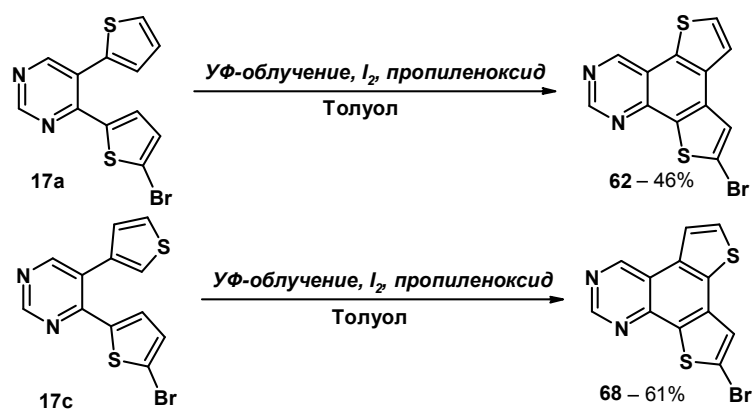 S
N
N
S
Br
17a
УФ-облучение, I2, пропиленоксид
Толуол
S
N
N
S
Br
62 – 46%
S
N
N
S
Br
17c
УФ-облучение, I2, пропиленоксид
Толуол
S
N
N
S
Br
68 – 61%